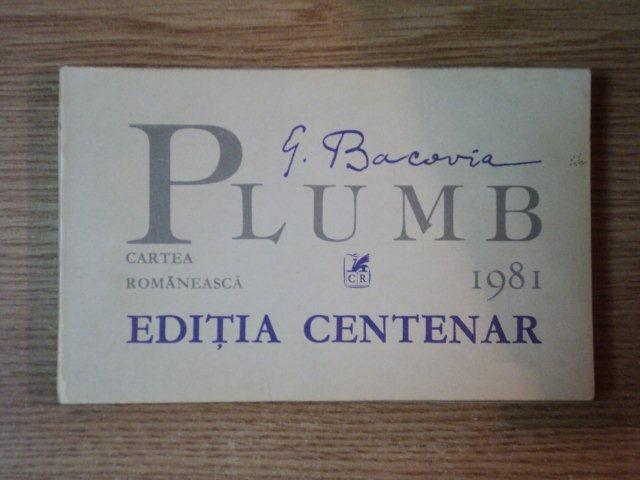 G. Bacovia
PLUMB
CARTEA
ROMÂNEASCĂ
CR
1981
EDIȚIA CENTENAR